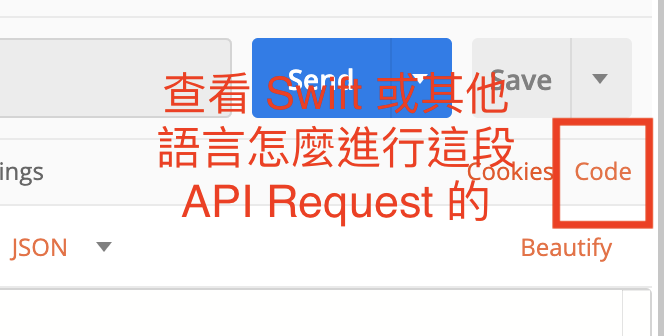 Send
Save
查看 Swift 或其他
語言怎麼進行這段
API Request 的
ings
Cookies
Code
JSON
Beautify